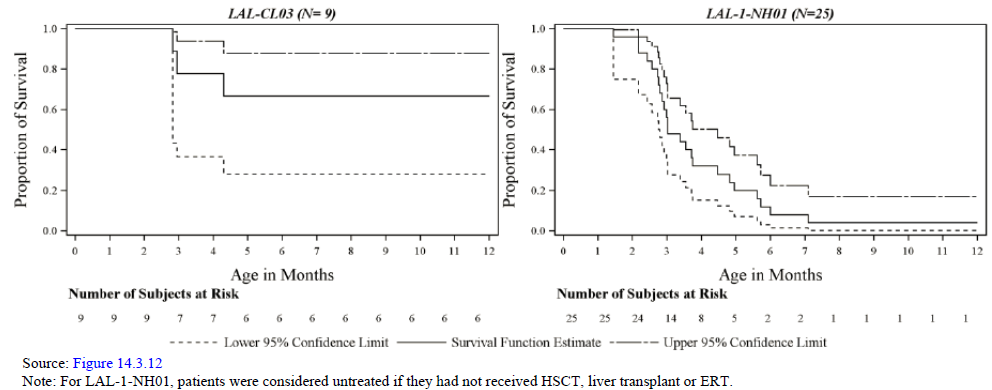 LAL-CL03 (N= 9)
1.0
0.8
0.6
0.4
0.2
0.0
Proportion of Survival
0 1 2 3 4 5 6 7 8 9 10 11 12
Age in Months
Number of Subjects at Risk
9 9 9 7 7 6 6 6 6 6 6 6
LAL-1-NH01 (N=25)
1.0
0.8
0.6
0.4
0.2
0.0
Proportion of Survival
0 1 2 3 4 5 6 7 8 9 10 11 12
Age in Months
Number of Subjects at Risk
25 25 24 14 8 5 2 2 1 1 1 1 1
Lower 95% Confidence Limit Survival Function Estimate Upper 95% Confidence Limit
Source: Figure 14.3.12
Note: For LAL-1-NH01, patients were considered untreated if they had not received HSCT, liver transplant or ERT.